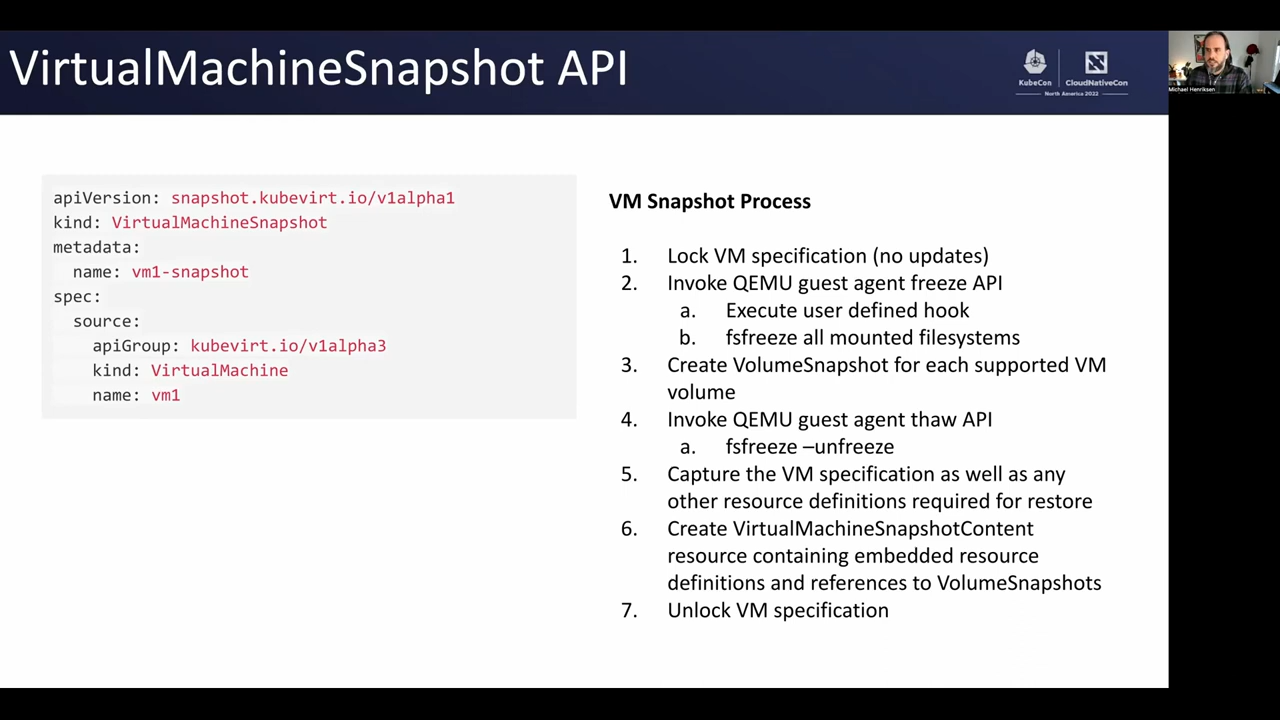 VirtualMachineSnapshot API
KubeCon
CloudNativeCon
North America 2022
Michael Henriksen
apiVersion: snapshot.kubevirt.io/v1alpha1
kind: VirtualMachineSnapshot
metadata:
name: vm1-snapshot
spec:
source:
apiGroup: kubevirt.io/v1alpha3
kind: VirtualMachine
name: vm1
VM Snapshot Process
1. Lock VM specification (no updates)
2. Invoke QEMU guest agent freeze API
a. Execute user defined hook
b. fsfreeze all mounted filesystems
3. Create VolumeSnapshot for each supported VM
volume
4. Invoke QEMU guest agent thaw API
a. fsfreeze –unfreeze
5. Capture the VM specification as well as any
other resource definitions required for restore
6. Create VirtualMachineSnapshotContent
resource containing embedded resource
definitions and references to VolumeSnapshots
7. Unlock VM specification